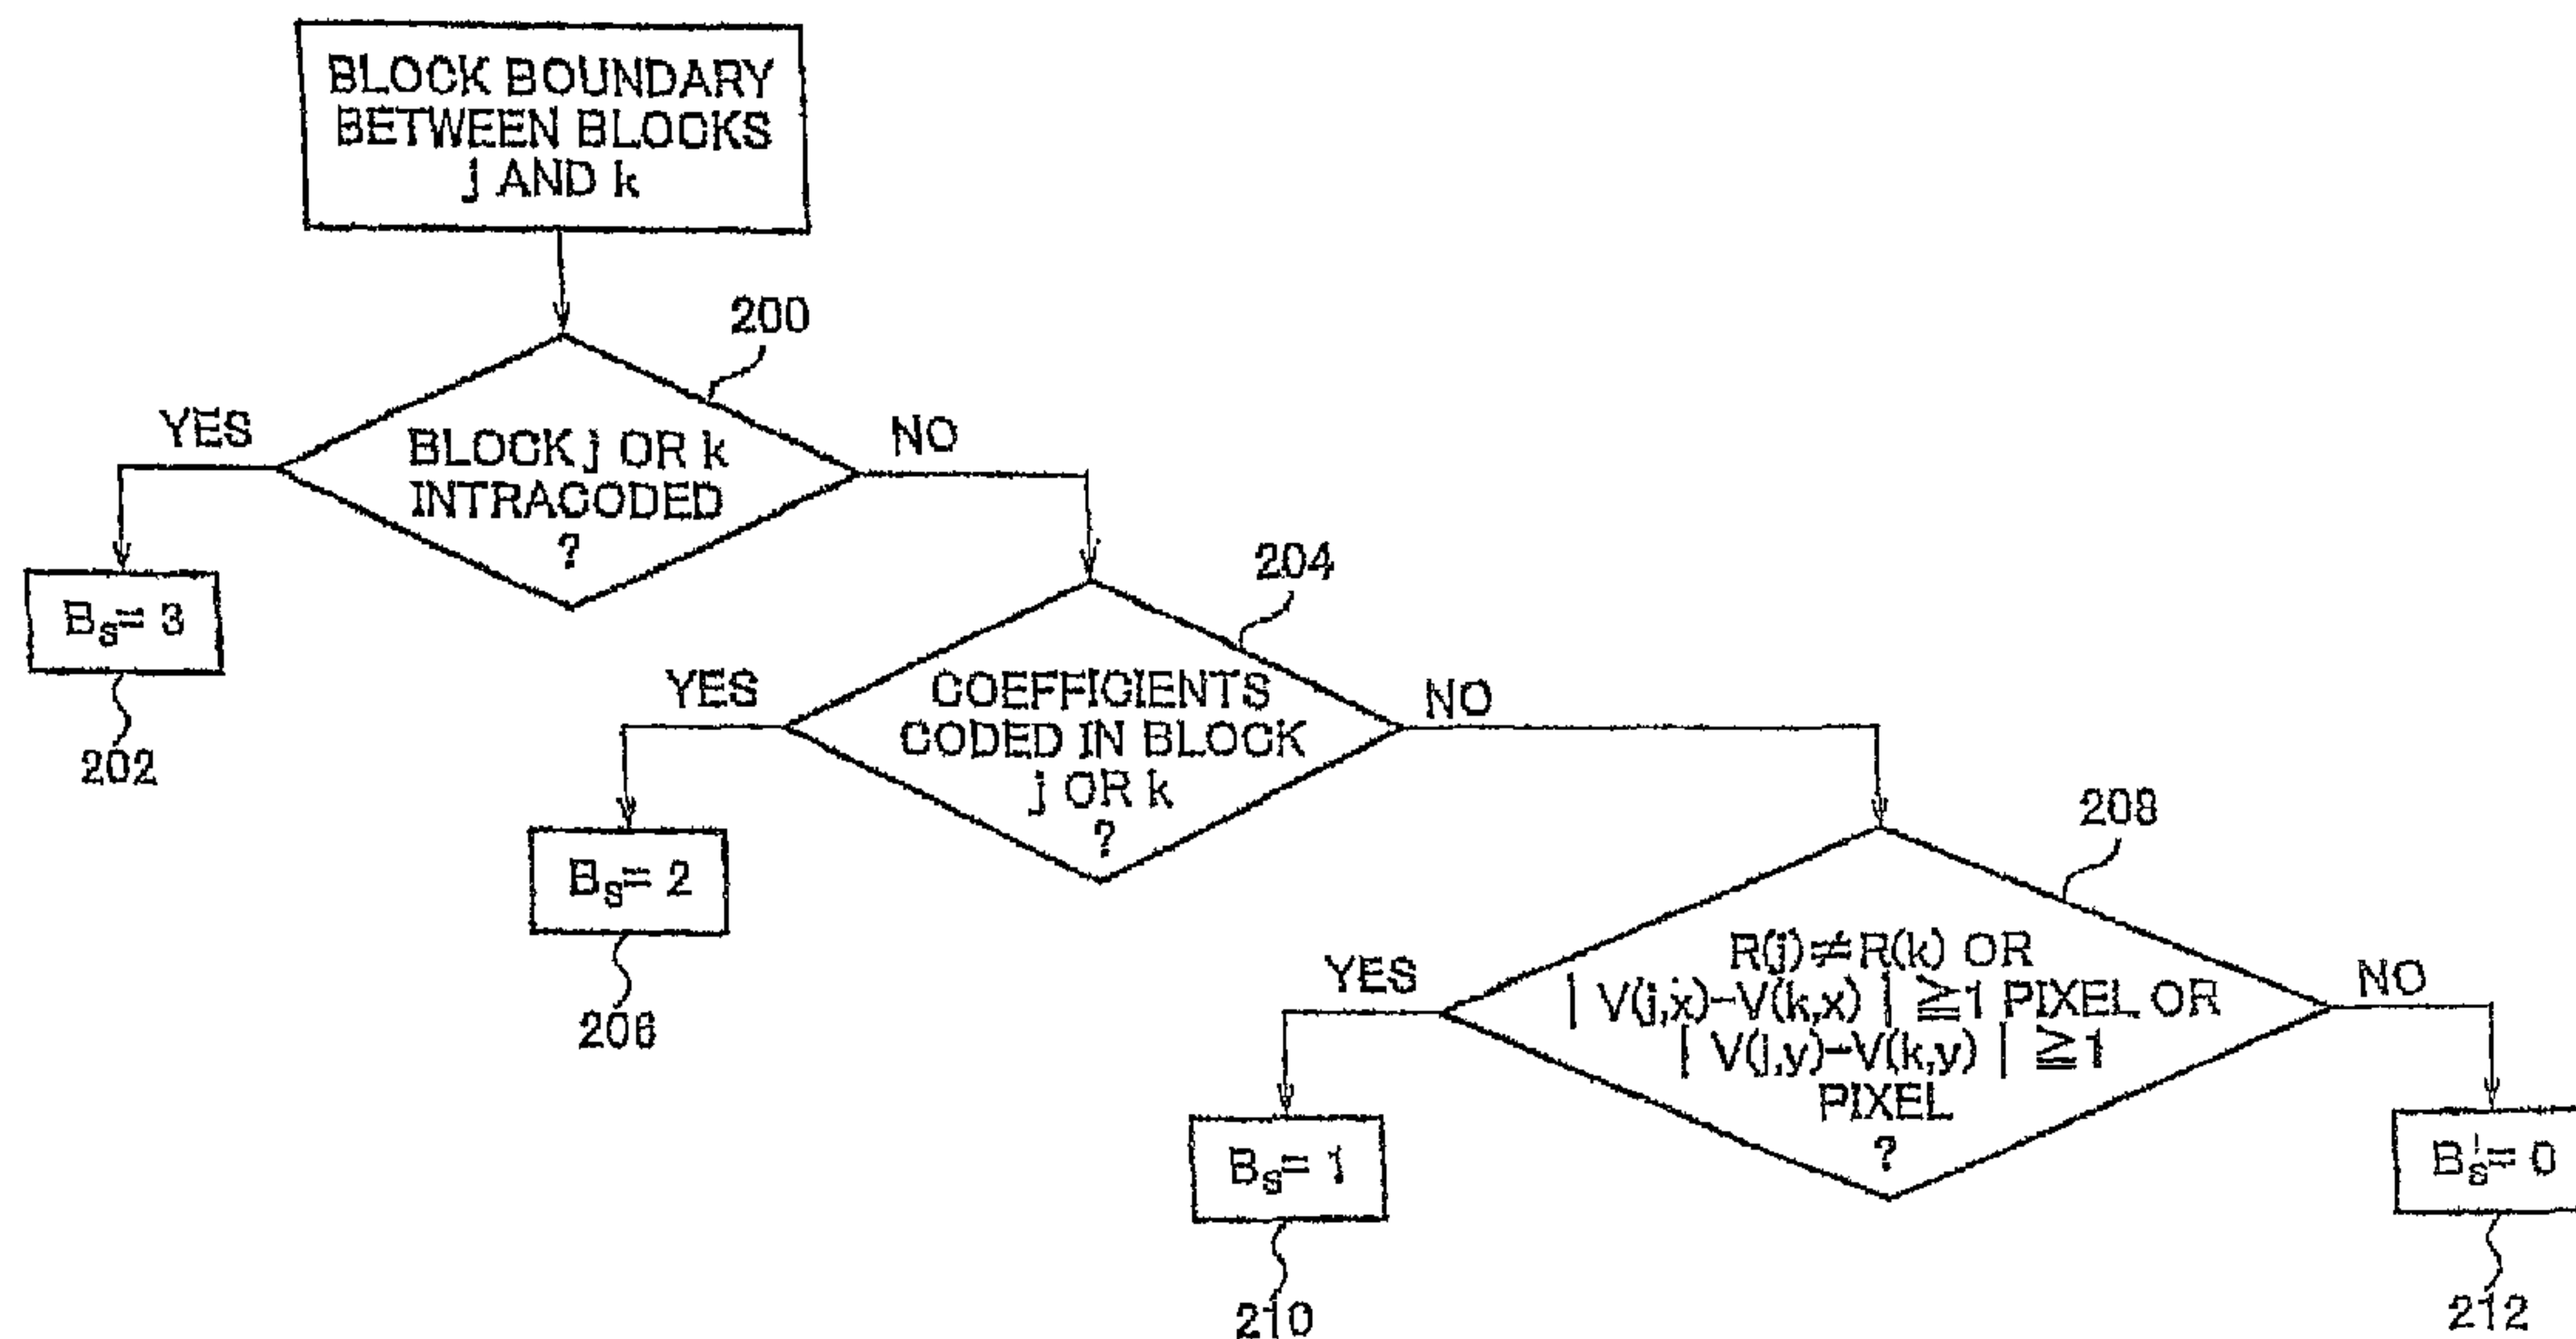 BLOCK BOUNDARY
BETWEEN BLOCKS
j AND k
200
YES
NO
BLOCK j OR k
INTRACODED
?
Bs= 3
202
204
YES
NO
COEFFICIENTS
CODED IN BLOCK
j OR k
?
Bs= 2
206
208
YES
NO
R(j)≠R(k) OR
| V(j,x)-V(k,x) | ≧1 PIXEL OR
| V(j,y)-V(k,y) | ≧1
PIXEL
?
Bs= 1
210
Bs= 0
212